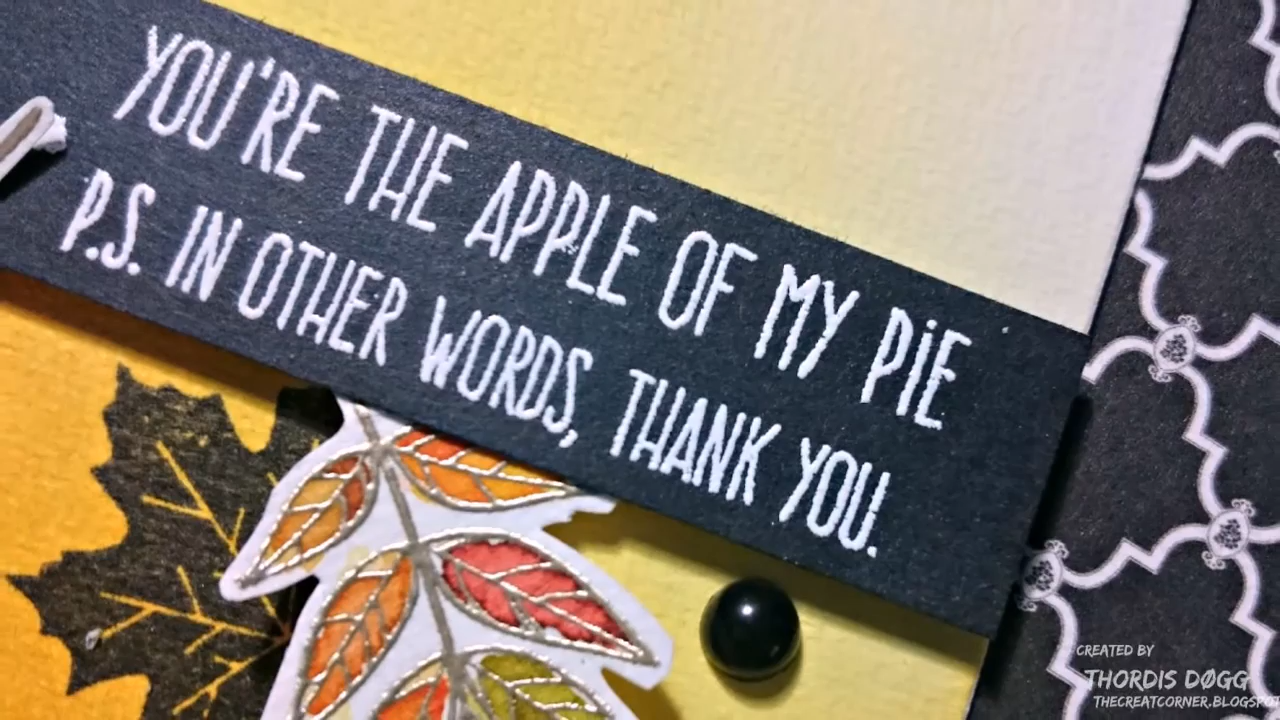 YOU'RE THE APPLE OF MY PIE
P.S. IN OTHER WORDS, THANK YOU.
CREATED BY
THORDIS DØGG
THECREATCORNER.BLOGSPOT